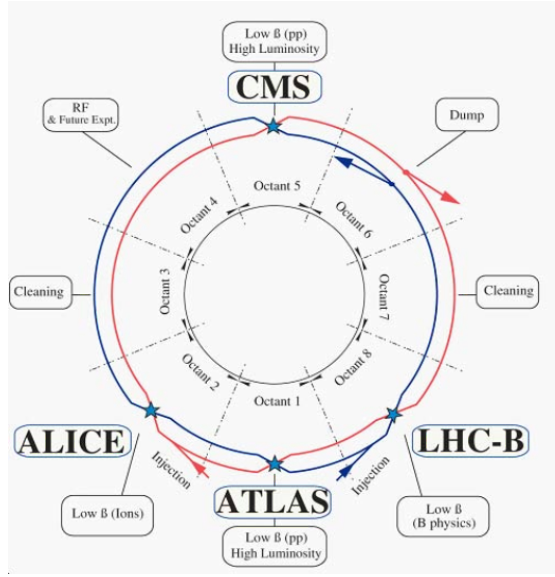 Low ß (pp)
High Luminosity
CMS
RF
& Future Expt.
Dump
Octant 5
Octant 4
Octant 6
Octant 3
Octant 7
Cleaning
Cleaning
Octant 2
Octant 8
Octant 1
ALICE
LHC-B
Injection
ATLAS
Injection
Low ß (Ions)
Low ß (pp)
High Luminosity
Low ß
(B physics)